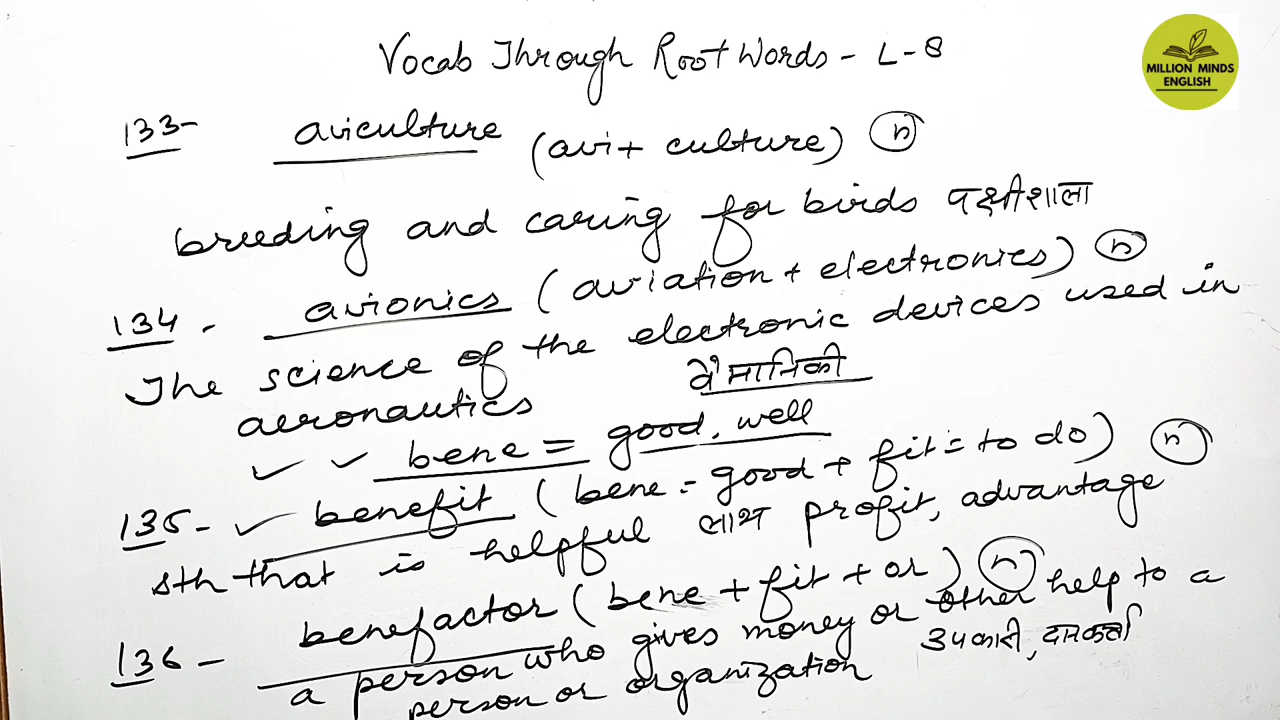 Vocab Through Root Words - L-8
MILLION MINDS
ENGLISH
133- aviculture (avi + culture) n
breeding and caring for birds पक्षीशाला
134. avionics (aviation + electronics) n
The science of the electronic devices used in
aeronautics वैमानिकी
bene = good, well
135- benefit (bene = good + fit = to do) n
sth that is helpful लाभ profit, advantage
136- benefactor (bene + fit + or) n
a person who gives money or other help to a
person or organization उपकारी, दानकर्ता